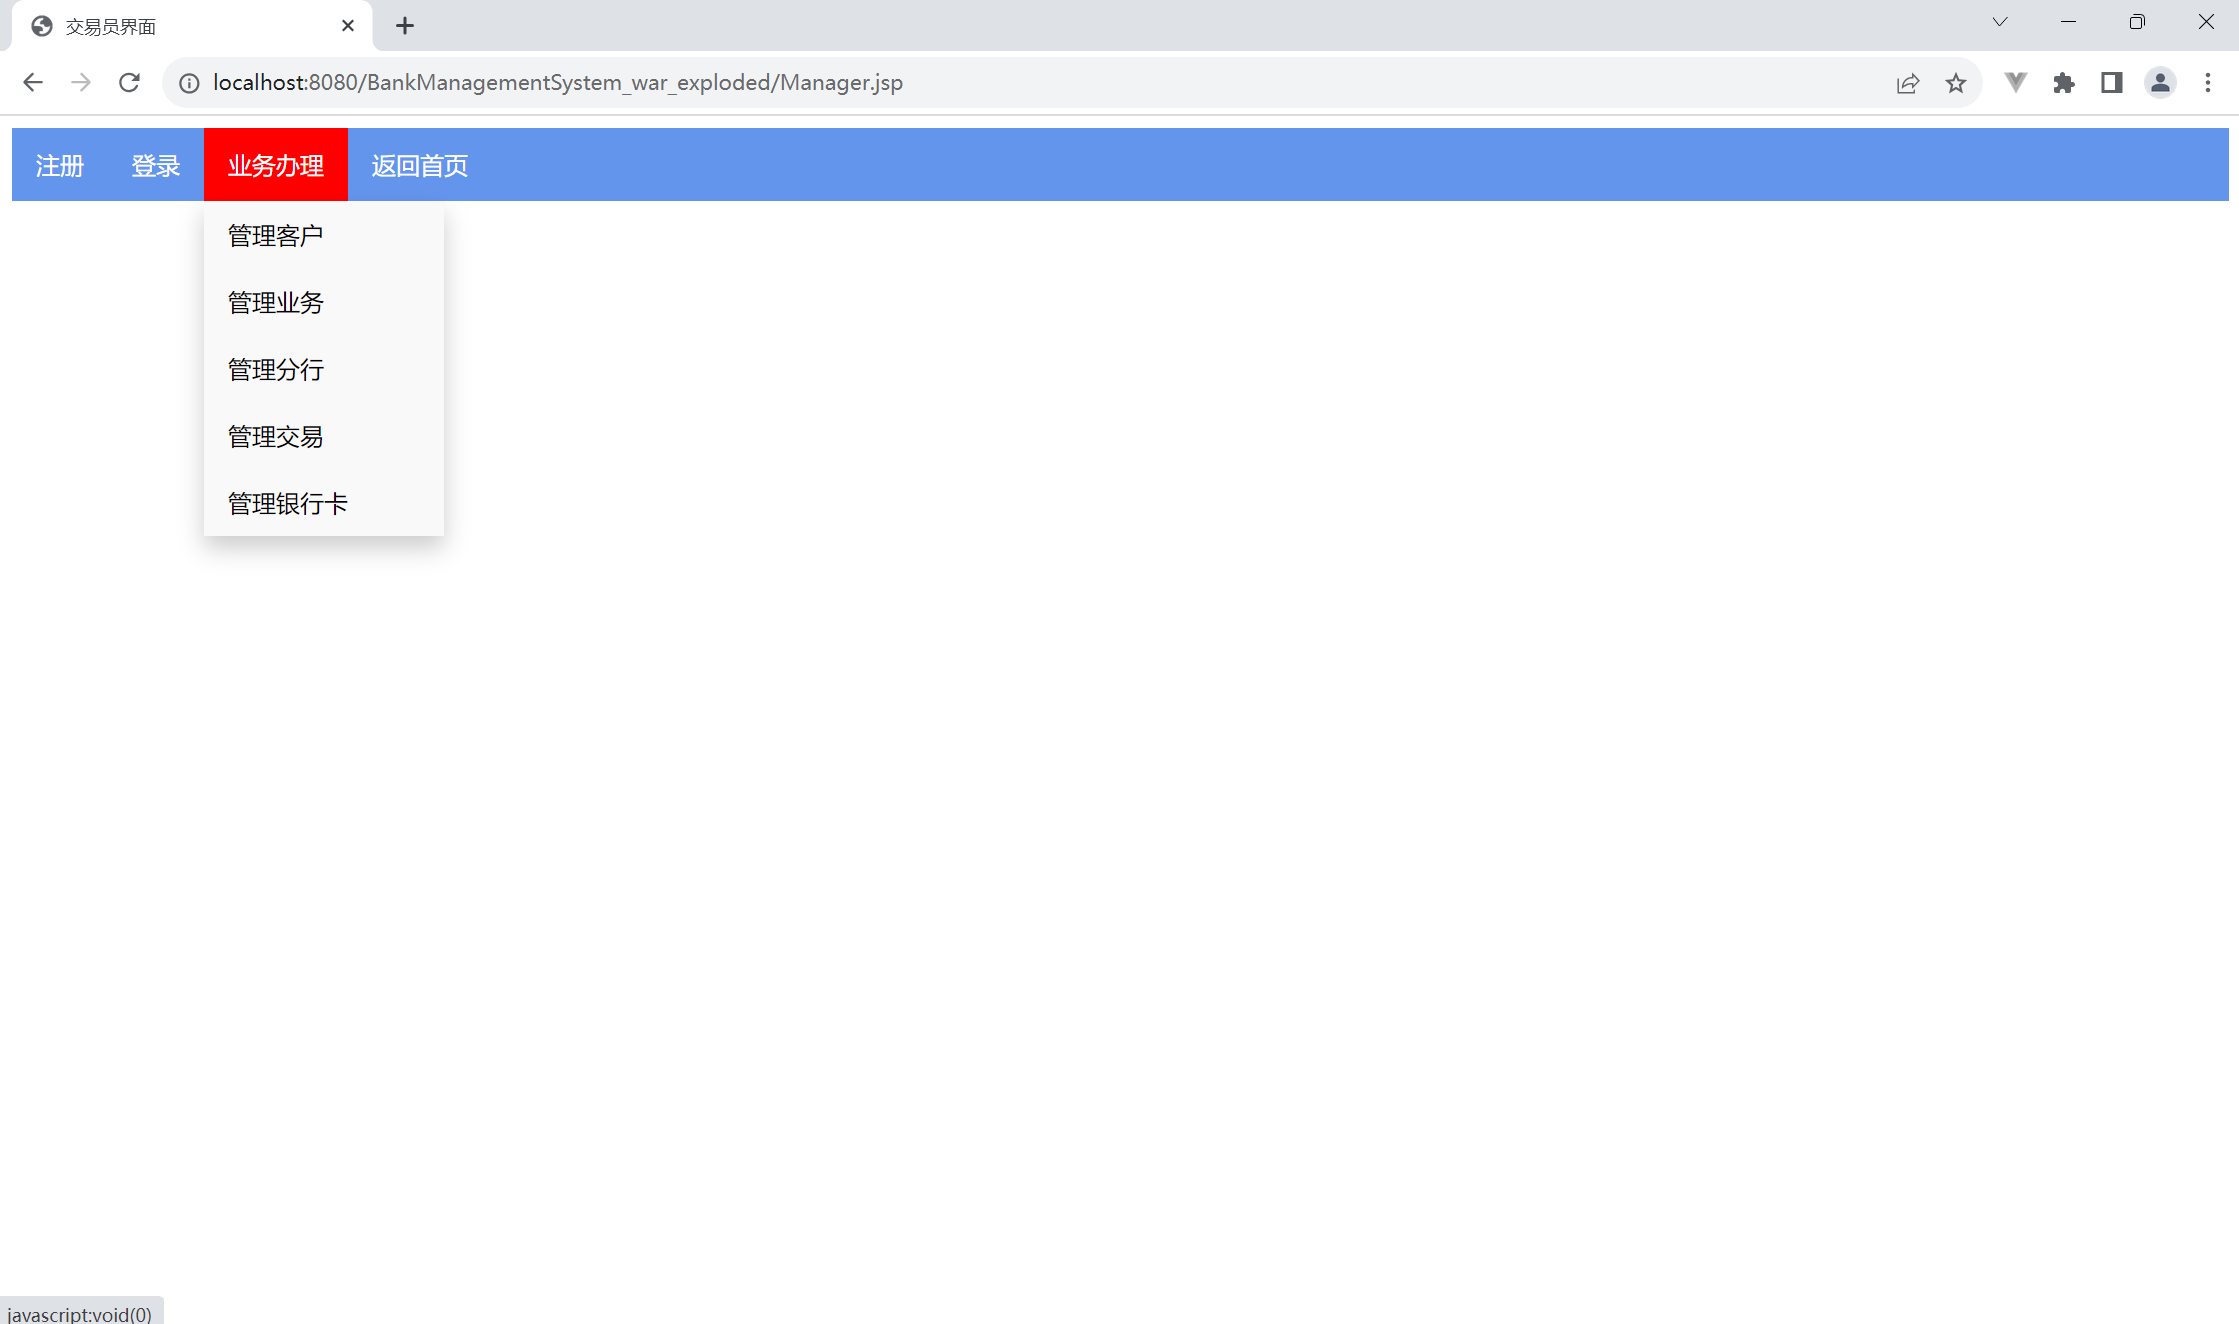 交易员界面
localhost:8080/BankManagementSystem_war_exploded/Manager.jsp
注册 登录 业务办理 返回首页
管理客户
管理业务
管理分行
管理交易
管理银行卡
javascript:void(0)